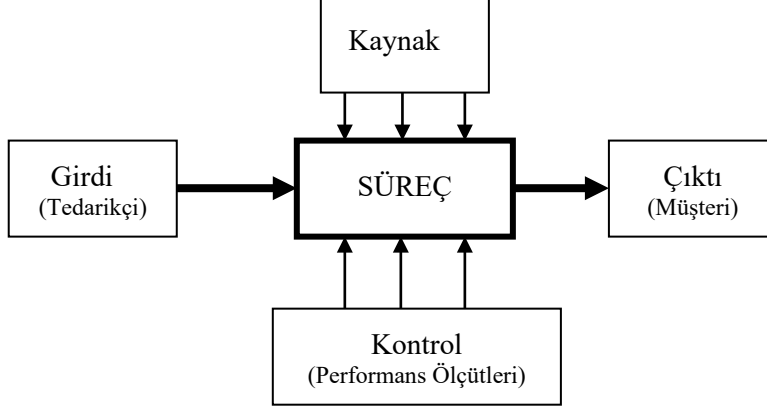 Kaynak
Girdi
(Tedarikçi)
SÜREÇ
Çıktı
(Müşteri)
Kontrol
(Performans Ölçütleri)